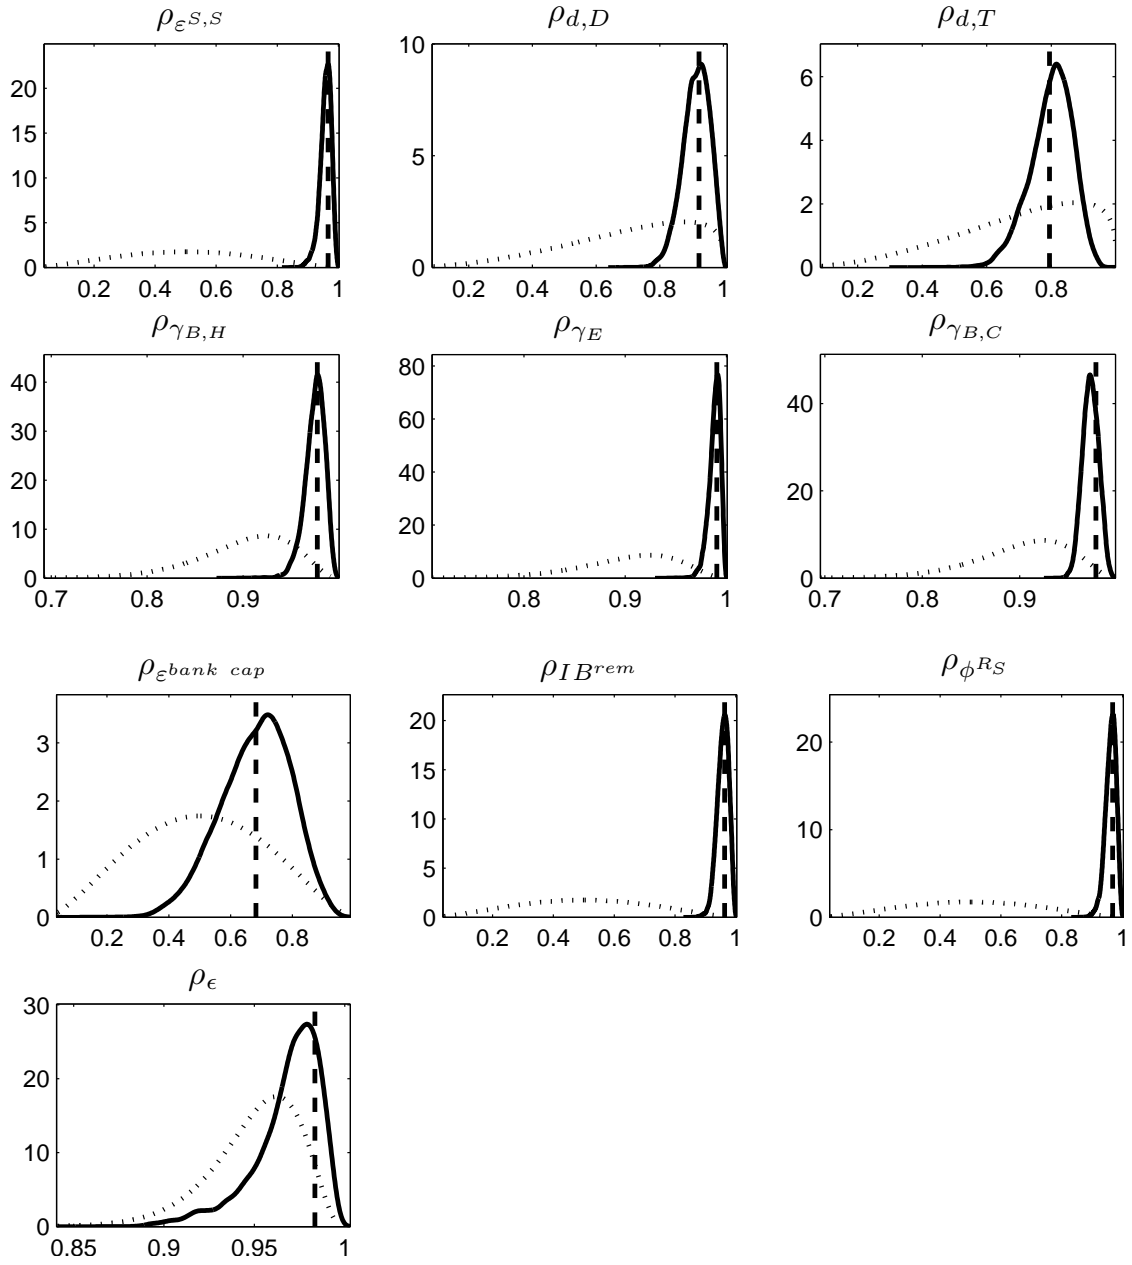 ρ_{ε^{S,S}} ρ_{d,D} ρ_{d,T}
20 15 10 5 0
0.2 0.4 0.6 0.8 1
10 5 0
0.2 0.4 0.6 0.8 1
6 4 2 0
0.2 0.4 0.6 0.8
ρ_{γ_{B,H}} ρ_{γ_E} ρ_{γ_{B,C}}
40 30 20 10 0
0.7 0.8 0.9
80 60 40 20 0
0.8 0.9 1
40 20 0
0.7 0.8 0.9
ρ_{ε^{bank cap}} ρ_{IB^{rem}} ρ_{ϕ^{R_S}}
3 2 1 0
0.2 0.4 0.6 0.8
20 15 10 5 0
0.2 0.4 0.6 0.8 1
20 10 0
0.2 0.4 0.6 0.8 1
ρ_ϵ
30 20 10 0
0.85 0.9 0.95 1